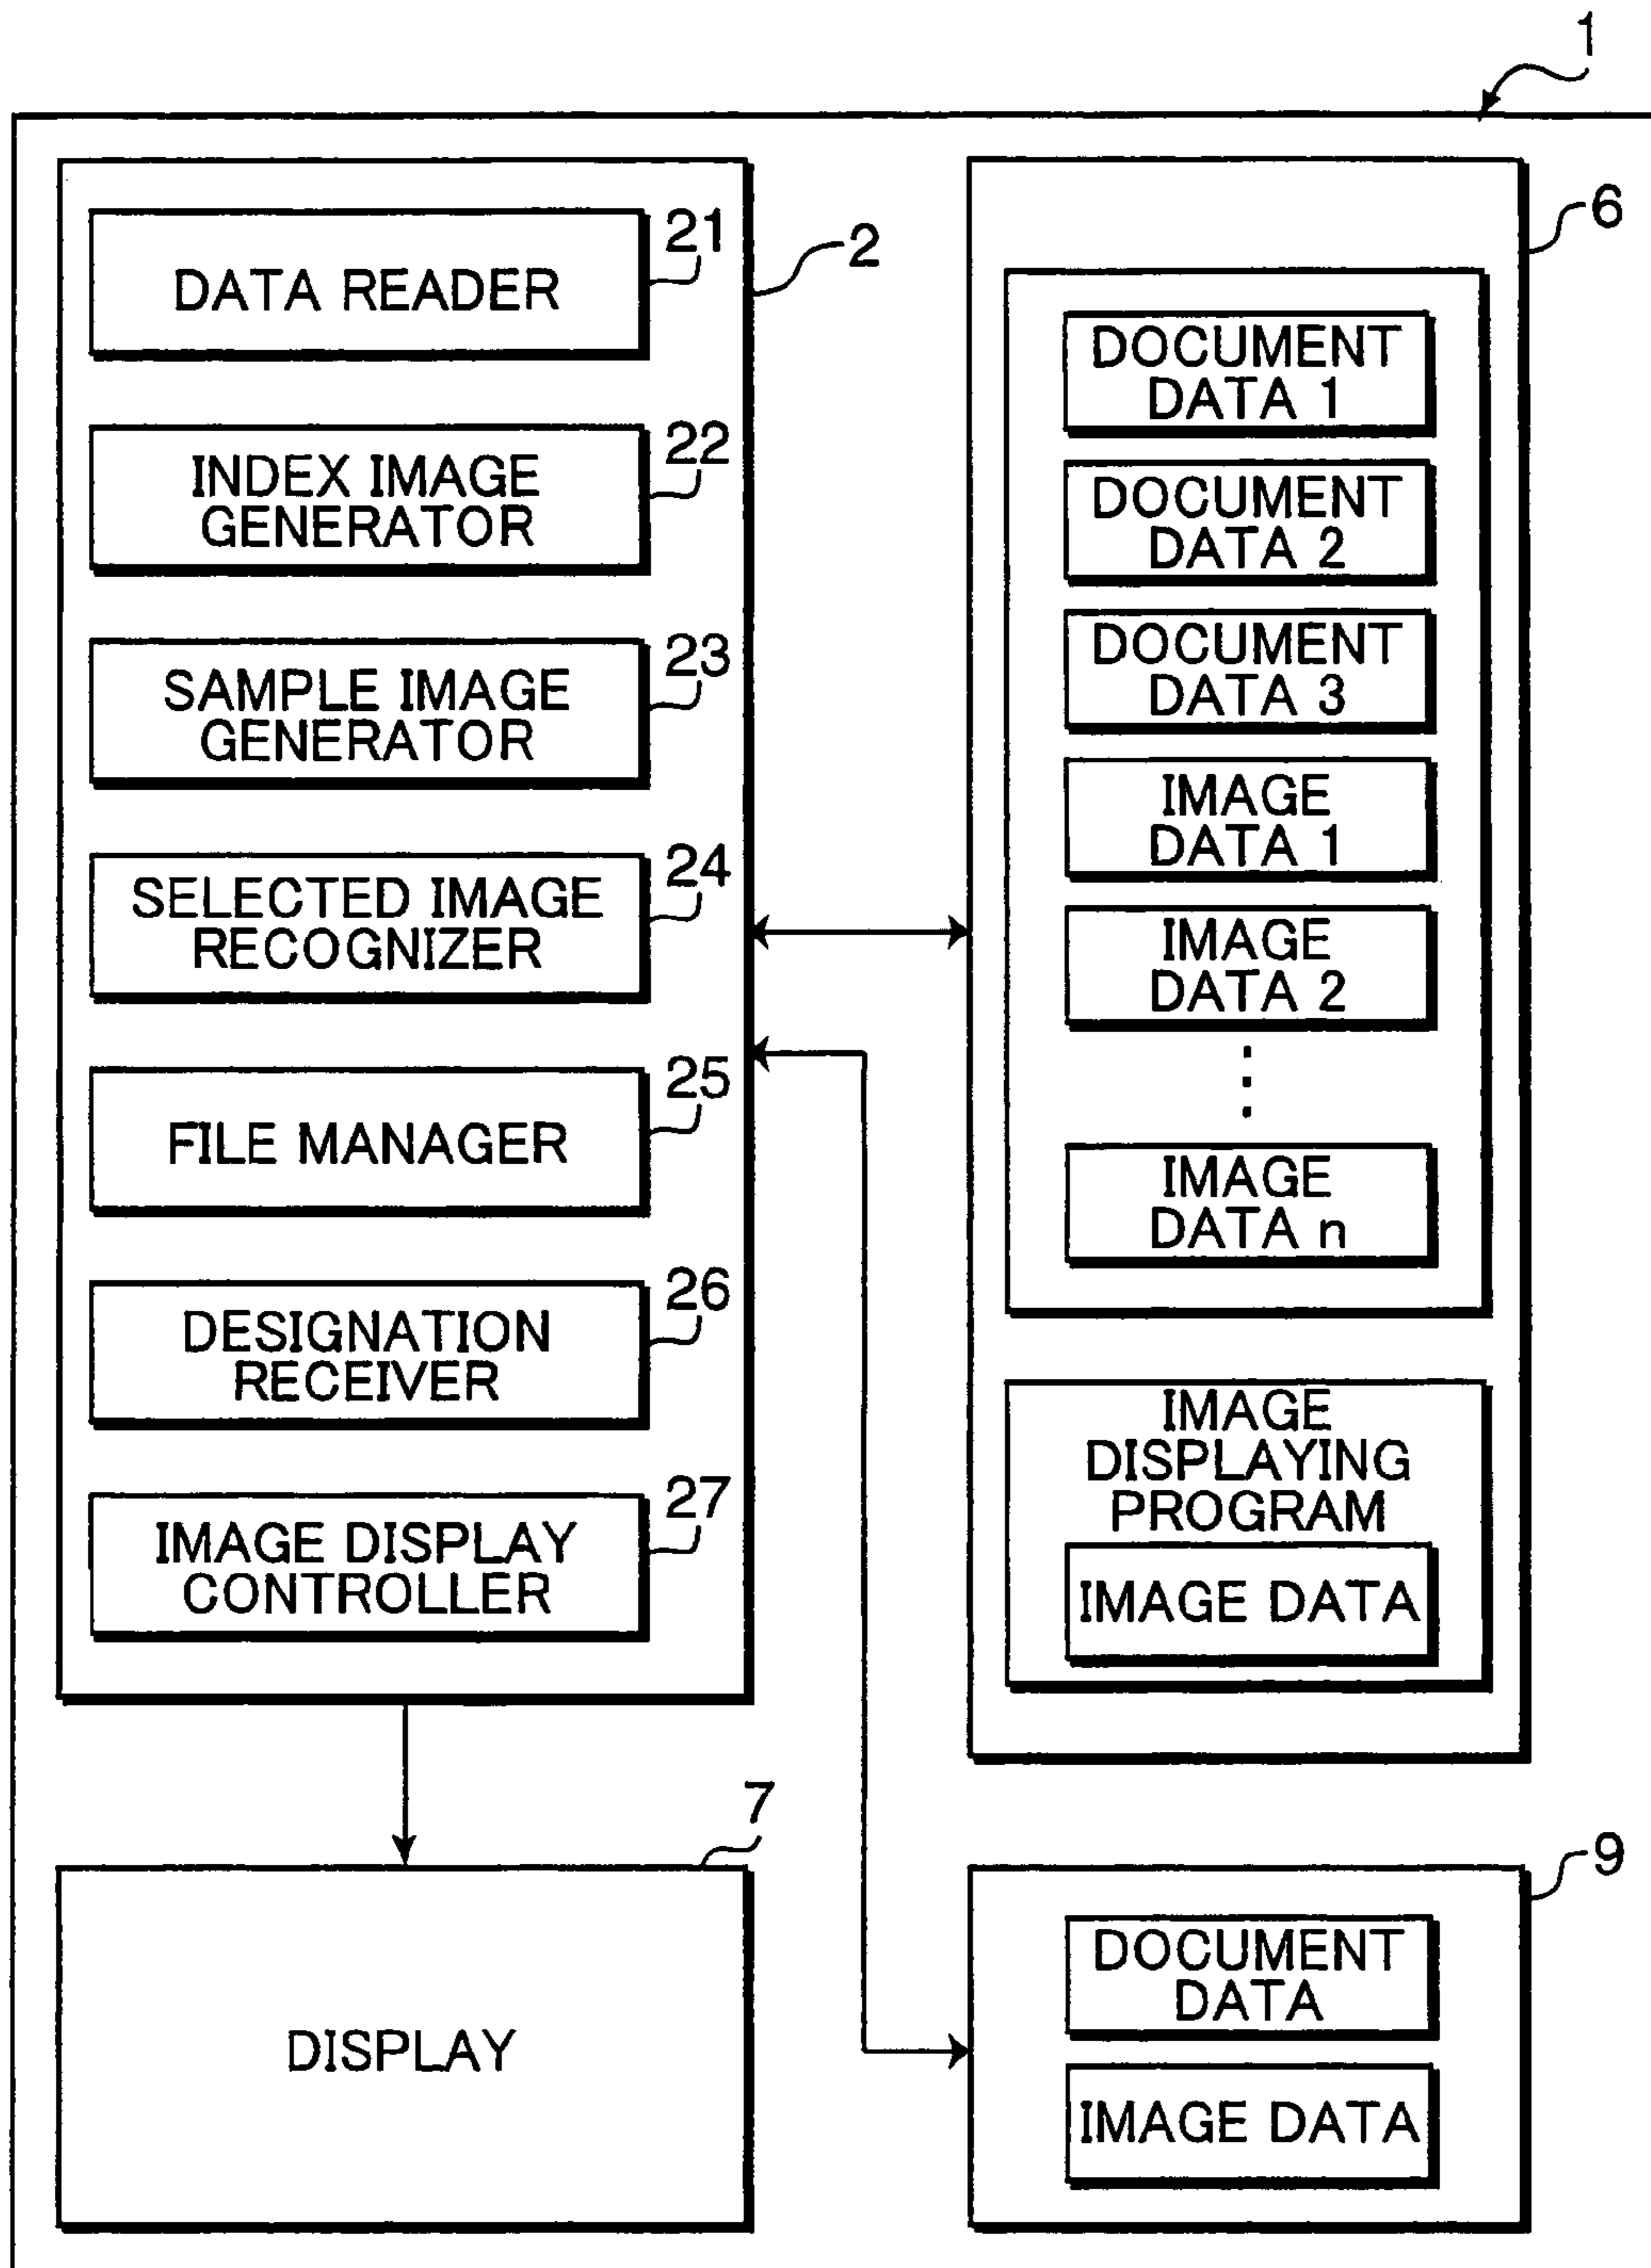 1
21
DATA READER
2
22
INDEX IMAGE
GENERATOR
23
SAMPLE IMAGE
GENERATOR
24
SELECTED IMAGE
RECOGNIZER
25
FILE MANAGER
26
DESIGNATION
RECEIVER
27
IMAGE DISPLAY
CONTROLLER
6
DOCUMENT
DATA 1
DOCUMENT
DATA 2
DOCUMENT
DATA 3
IMAGE
DATA 1
IMAGE
DATA 2
⋮
IMAGE
DATA n
IMAGE
DISPLAYING
PROGRAM
IMAGE DATA
7
DISPLAY
9
DOCUMENT
DATA
IMAGE DATA